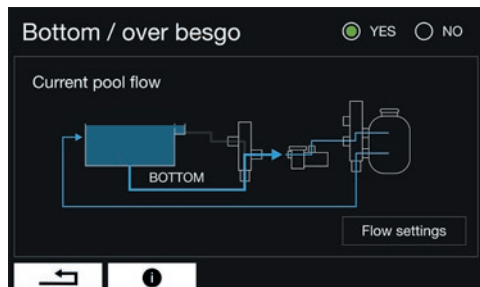 Bottom / over besgo
YES
NO
Current pool flow
BOTTOM
Flow settings